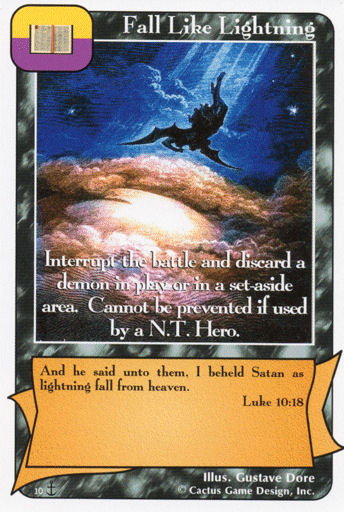 Fall Like Lightning
Interrupt the battle and discard a
demon in play or in a set-aside
area. Cannot be prevented if used
by a N.T. Hero.
And he said unto them, I beheld Satan as
lightning fall from heaven.
Luke 10:18
Illus. Gustave Dore
10 © Cactus Game Design, Inc.